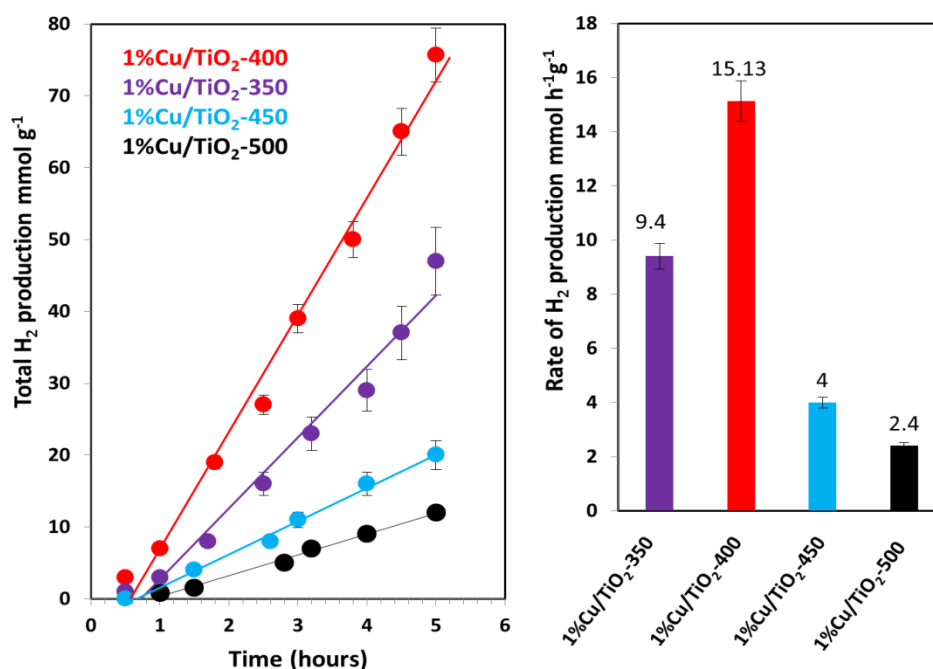 Total H₂ production mmol g⁻¹
80
70
60
50
40
30
20
10
0
1%Cu/TiO₂-400
1%Cu/TiO₂-350
1%Cu/TiO₂-450
1%Cu/TiO₂-500
0 1 2 3 4 5 6
Time (hours)
Rate of H₂ production mmol h⁻¹g⁻¹
18
16
14
12
10
8
6
4
2
0
9.4
15.13
4
2.4
1%Cu/TiO₂-350
1%Cu/TiO₂-400
1%Cu/TiO₂-450
1%Cu/TiO₂-500